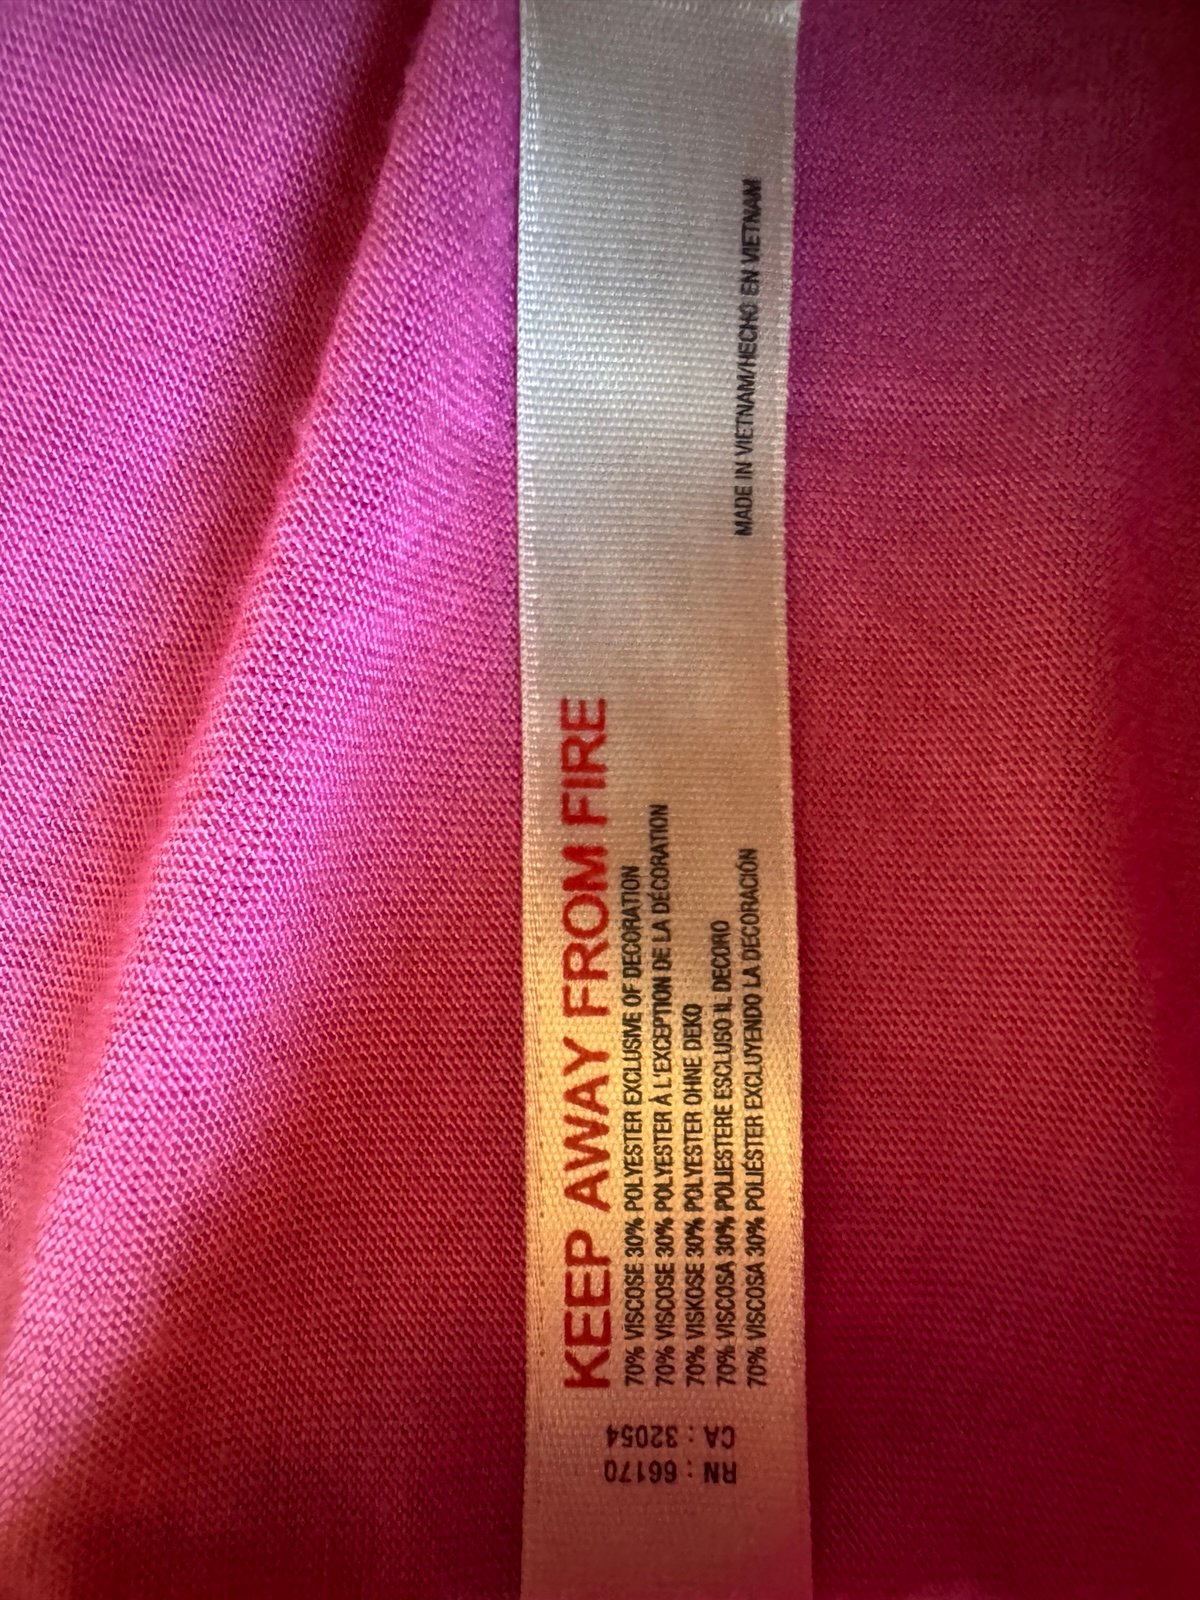 KEEP AWAY FROM FIRE
70% VISCOSE 30% POLYESTER EXCLUSIVE OF DECORATION
70% VISCOSE 30% POLYESTER À L'EXCEPTION DE LA DÉCORATION
70% VISKOSE 30% POLYESTER OHNE DEKO
70% VISCOSA 30% POLIESTERE ESCLUSO IL DECORO
70% VISCOSA 30% POLIÉSTER EXCLUYENDO LA DECORACIÓN
MADE IN VIETNAM/HECHO EN VIETNAM
RN : 66170
CA : 32054